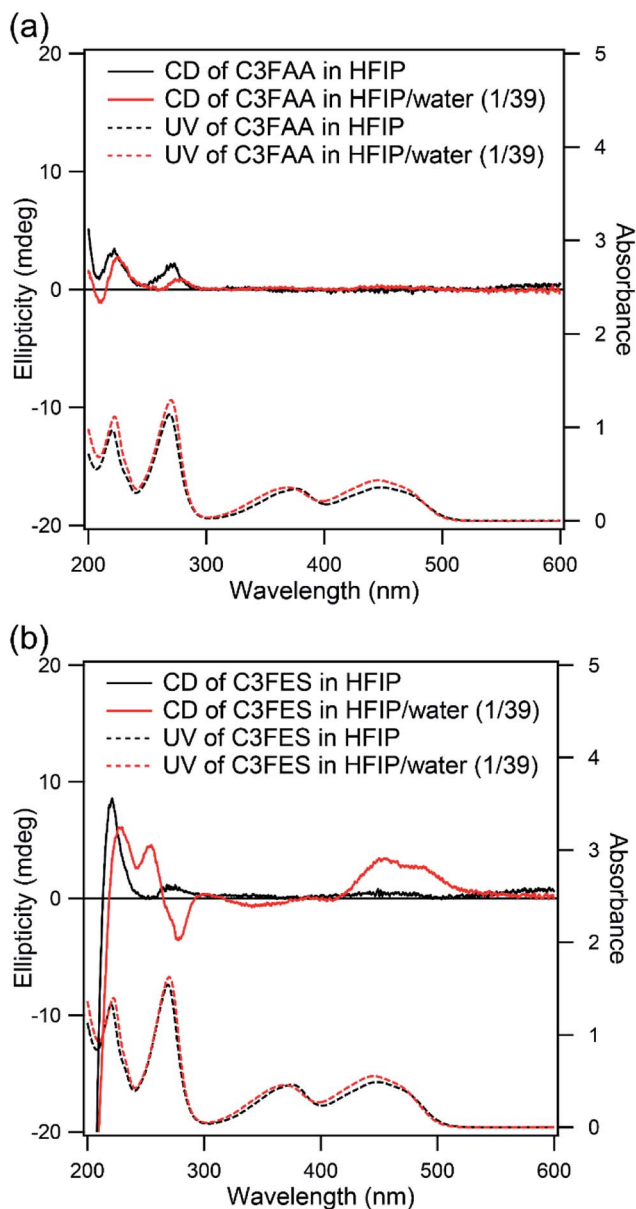 (a)
20
10
0
-10
-20
Ellipticity (mdeg)
CD of C3FAA in HFIP
CD of C3FAA in HFIP/water (1/39)
UV of C3FAA in HFIP
UV of C3FAA in HFIP/water (1/39)
5
4
3
2
1
0
Absorbance
200
300
400
500
600
Wavelength (nm)
(b)
20
10
0
-10
-20
Ellipticity (mdeg)
CD of C3FES in HFIP
CD of C3FES in HFIP/water (1/39)
UV of C3FES in HFIP
UV of C3FES in HFIP/water (1/39)
5
4
3
2
1
0
Absorbance
200
300
400
500
600
Wavelength (nm)